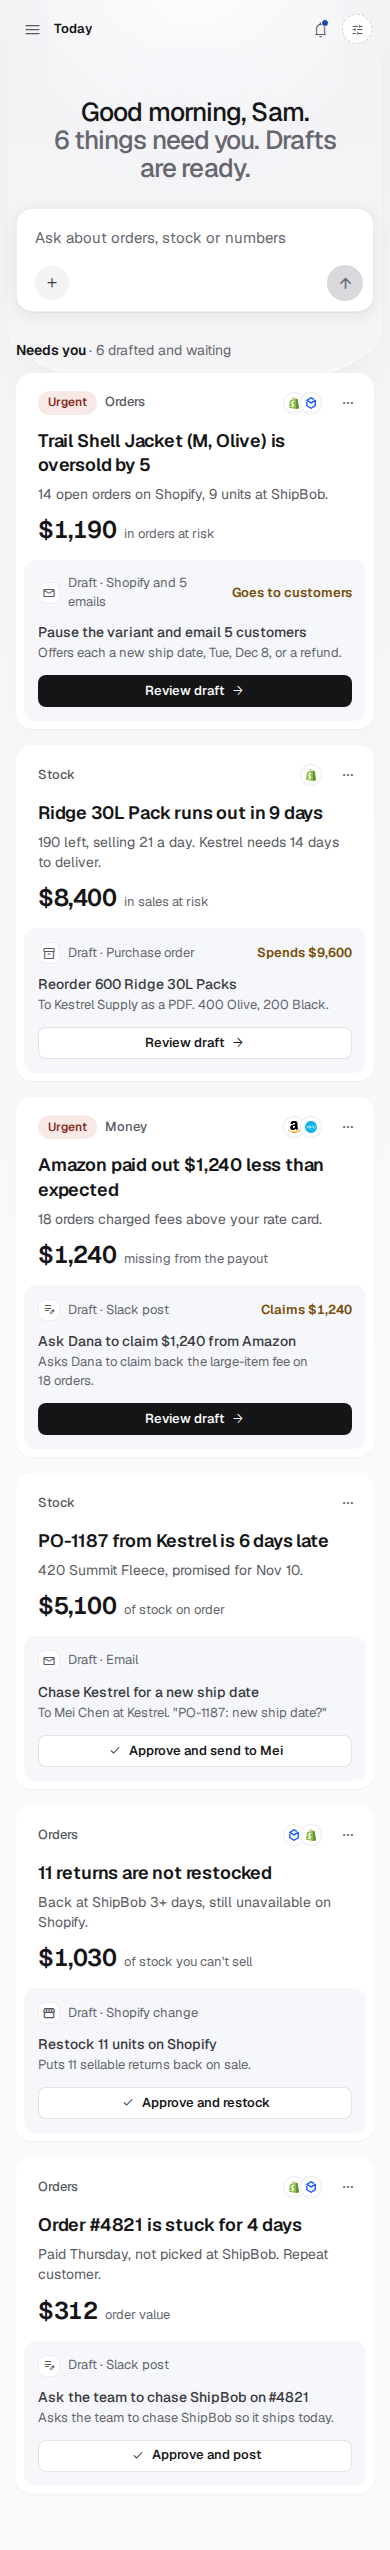 Today
Good morning, Sam.
6 things need you. Drafts
are ready.
Ask about orders, stock or numbers
Needs you · 6 drafted and waiting
Urgent Orders
Trail Shell Jacket (M, Olive) is
oversold by 5
14 open orders on Shopify, 9 units at ShipBob.
$1,190 in orders at risk
Draft · Shopify and 5
emails
Goes to customers
Pause the variant and email 5 customers
Offers each a new ship date, Tue, Dec 8, or a refund.
Review draft →
Stock
Ridge 30L Pack runs out in 9 days
190 left, selling 21 a day. Kestrel needs 14 days
to deliver.
$8,400 in sales at risk
Draft · Purchase order Spends $9,600
Reorder 600 Ridge 30L Packs
To Kestrel Supply as a PDF. 400 Olive, 200 Black.
Review draft →
Urgent Money
Amazon paid out $1,240 less than
expected
18 orders charged fees above your rate card.
$1,240 missing from the payout
Draft · Slack post Claims $1,240
Ask Dana to claim $1,240 from Amazon
Asks Dana to claim back the large-item fee on
18 orders.
Review draft →
Stock
PO-1187 from Kestrel is 6 days late
420 Summit Fleece, promised for Nov 10.
$5,100 of stock on order
Draft · Email
Chase Kestrel for a new ship date
To Mei Chen at Kestrel. "PO-1187: new ship date?"
Approve and send to Mei
Orders
11 returns are not restocked
Back at ShipBob 3+ days, still unavailable on
Shopify.
$1,030 of stock you can't sell
Draft · Shopify change
Restock 11 units on Shopify
Puts 11 sellable returns back on sale.
Approve and restock
Orders
Order #4821 is stuck for 4 days
Paid Thursday, not picked at ShipBob. Repeat
customer.
$312 order value
Draft · Slack post
Ask the team to chase ShipBob on #4821
Asks the team to chase ShipBob so it ships today.
Approve and post